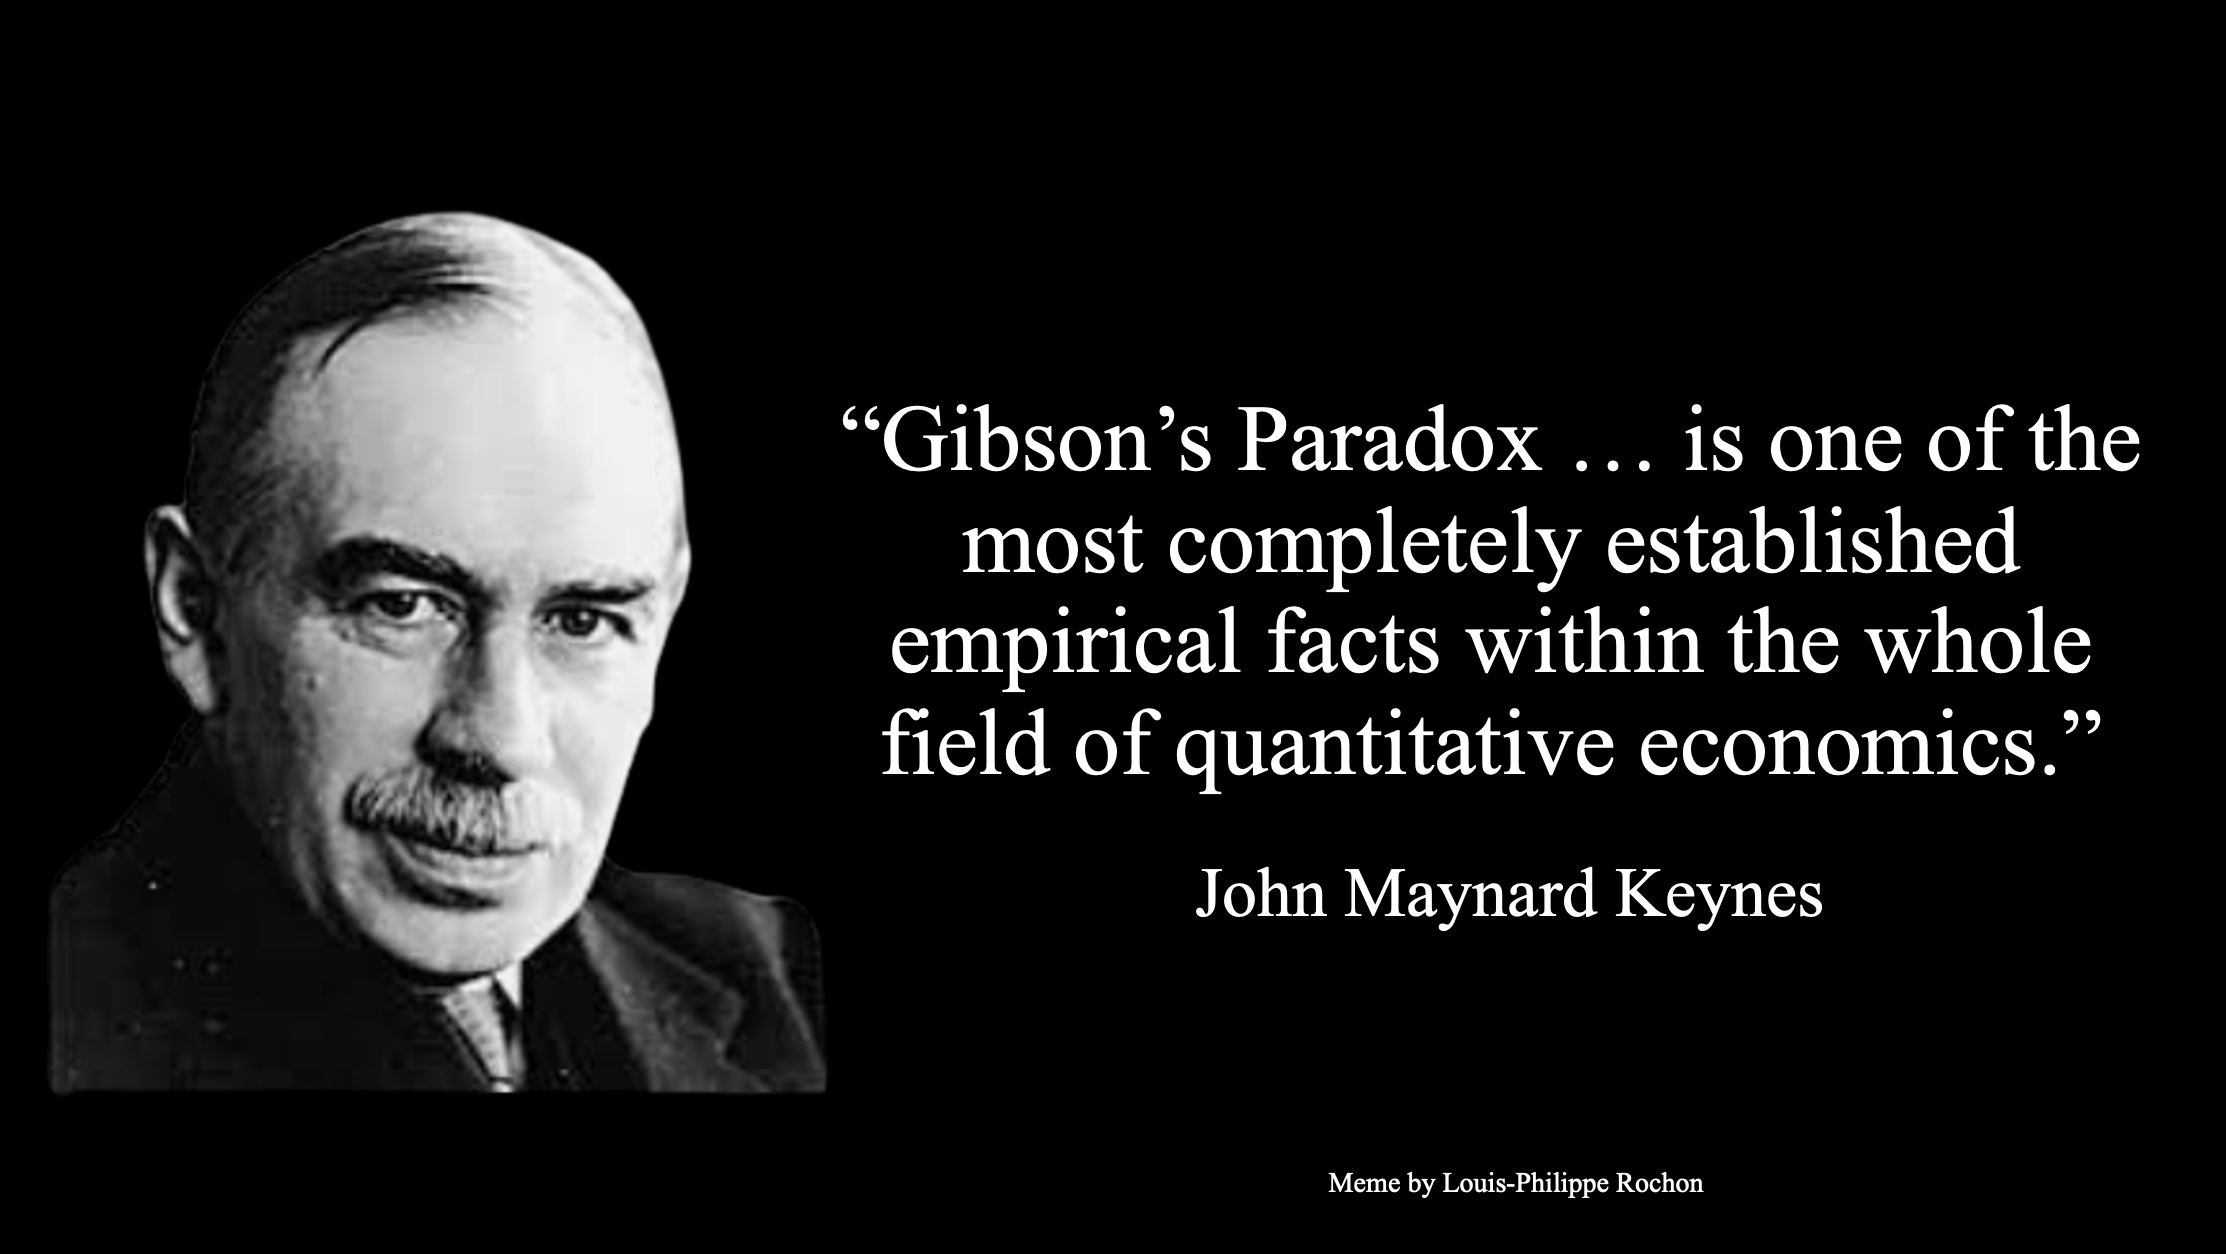 “Gibson’s Paradox … is one of the
most completely established
empirical facts within the whole
field of quantitative economics.”
John Maynard Keynes
Meme by Louis-Philippe Rochon